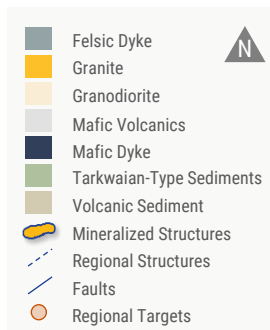 Felsic Dyke
N
Granite
Granodiorite
Mafic Volcanics
Mafic Dyke
Tarkwaian-Type Sediments
Volcanic Sediment
Mineralized Structures
Regional Structures
Faults
Regional Targets